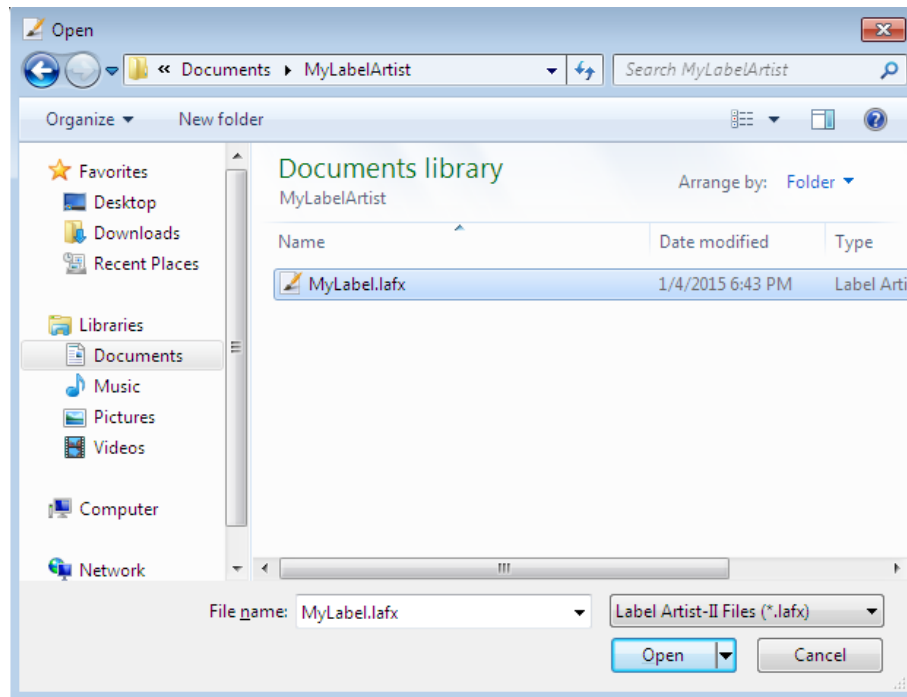 Open
« Documents ▸ MyLabelArtist
Search MyLabelArtist
Organize
New folder
Favorites
Desktop
Downloads
Recent Places
Libraries
Documents
Music
Pictures
Videos
Computer
Network
Documents library
MyLabelArtist
Arrange by: Folder
Name
Date modified
Type
MyLabel.lafx
1/4/2015 6:43 PM
Label Arti
File name: MyLabel.lafx
Label Artist-II Files (*.lafx)
Open
Cancel